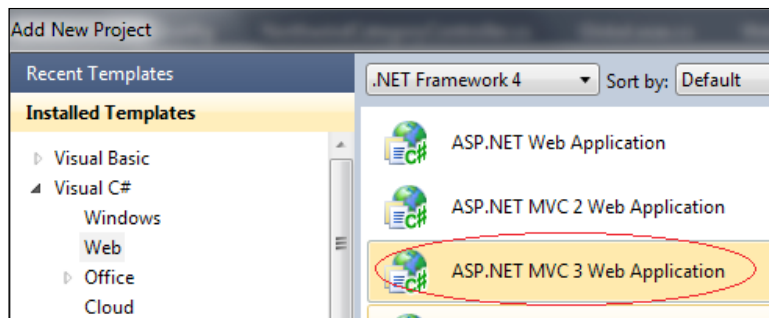 Add New Project
Recent Templates
Installed Templates
Visual Basic
Visual C#
Windows
Web
Office
Cloud
.NET Framework 4
Sort by: Default
ASP.NET Web Application
ASP.NET MVC 2 Web Application
ASP.NET MVC 3 Web Application